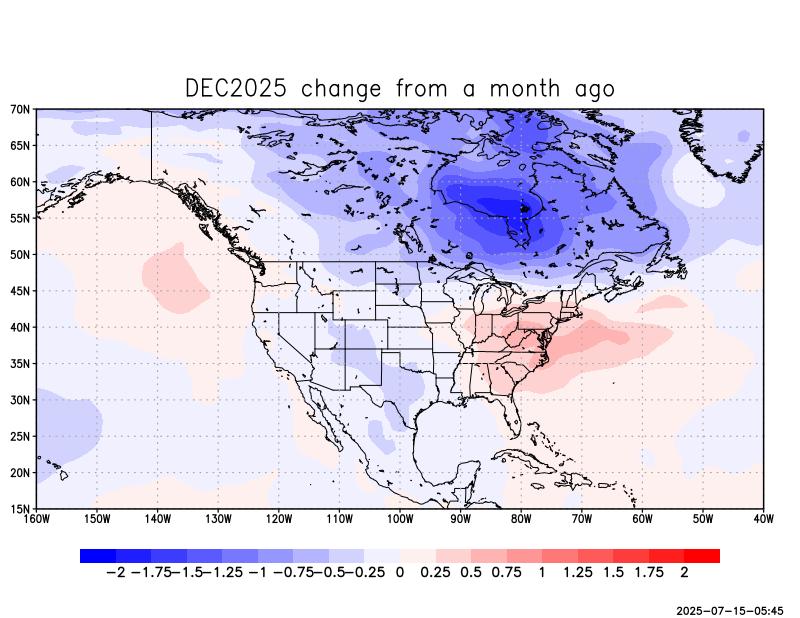 DEC2025 change from a month ago
70N
65N
60N
55N
50N
45N
40N
35N
30N
25N
20N
15N
160W 150W 140W 130W 120W 110W 100W 90W 80W 70W 60W 50W 40W
−2 −1.75 −1.5 −1.25 −1 −0.75 −0.5 −0.25 0 0.25 0.5 0.75 1 1.25 1.5 1.75 2
2025-07-15-05:45